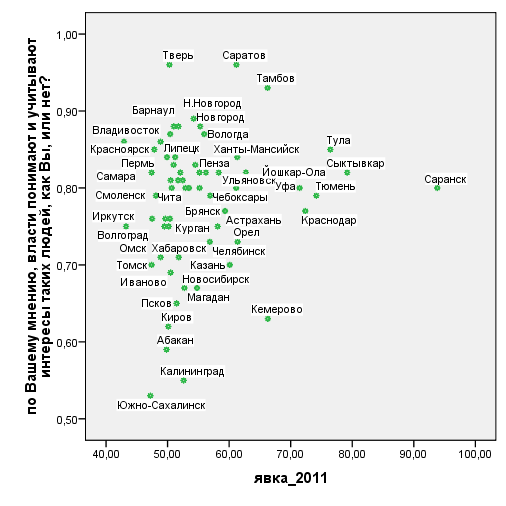 по Вашему мнению, власти понимают и учитывают
интересы таких людей, как Вы, или нет?
1,00
0,90
0,80
0,70
0,60
0,50
Тверь
Саратов
Тамбов
Н.Новгород
Барнаул
Новгород
Владивосток
Вологда
Тула
Красноярск
Липецк
Ханты-Мансийск
Пермь
Пенза
Йошкар-Ола
Сыктывкар
Самара
Ульяновск
Уфа
Тюмень
Саранск
Смоленск
Чита
Чебоксары
Иркутск
Брянск
Астрахань
Краснодар
Волгоград
Курган
Орел
Омск
Хабаровск
Челябинск
Томск
Казань
Иваново
Новосибирск
Магадан
Псков
Кемерово
Киров
Абакан
Калининград
Южно-Сахалинск
40,00
50,00
60,00
70,00
80,00
90,00
100,00
явка_2011